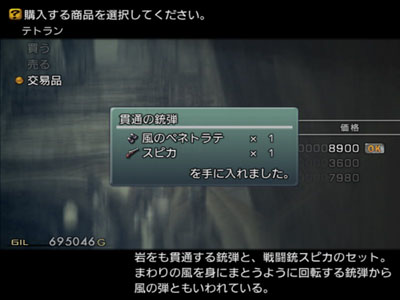 購入する商品を選択してください。
テトラン
買う
売る
交易品
貫通の銃弾
風のペネトラテ × 1
スピカ × 1
を手に入れました。
価格
00008900 OK
00003600
00007980
GIL 695046G
岩をも貫通する銃弾と、戦闘銃スピカのセット。
まわりの風を身にまとうように回転する銃弾から
風の弾ともいわれている。